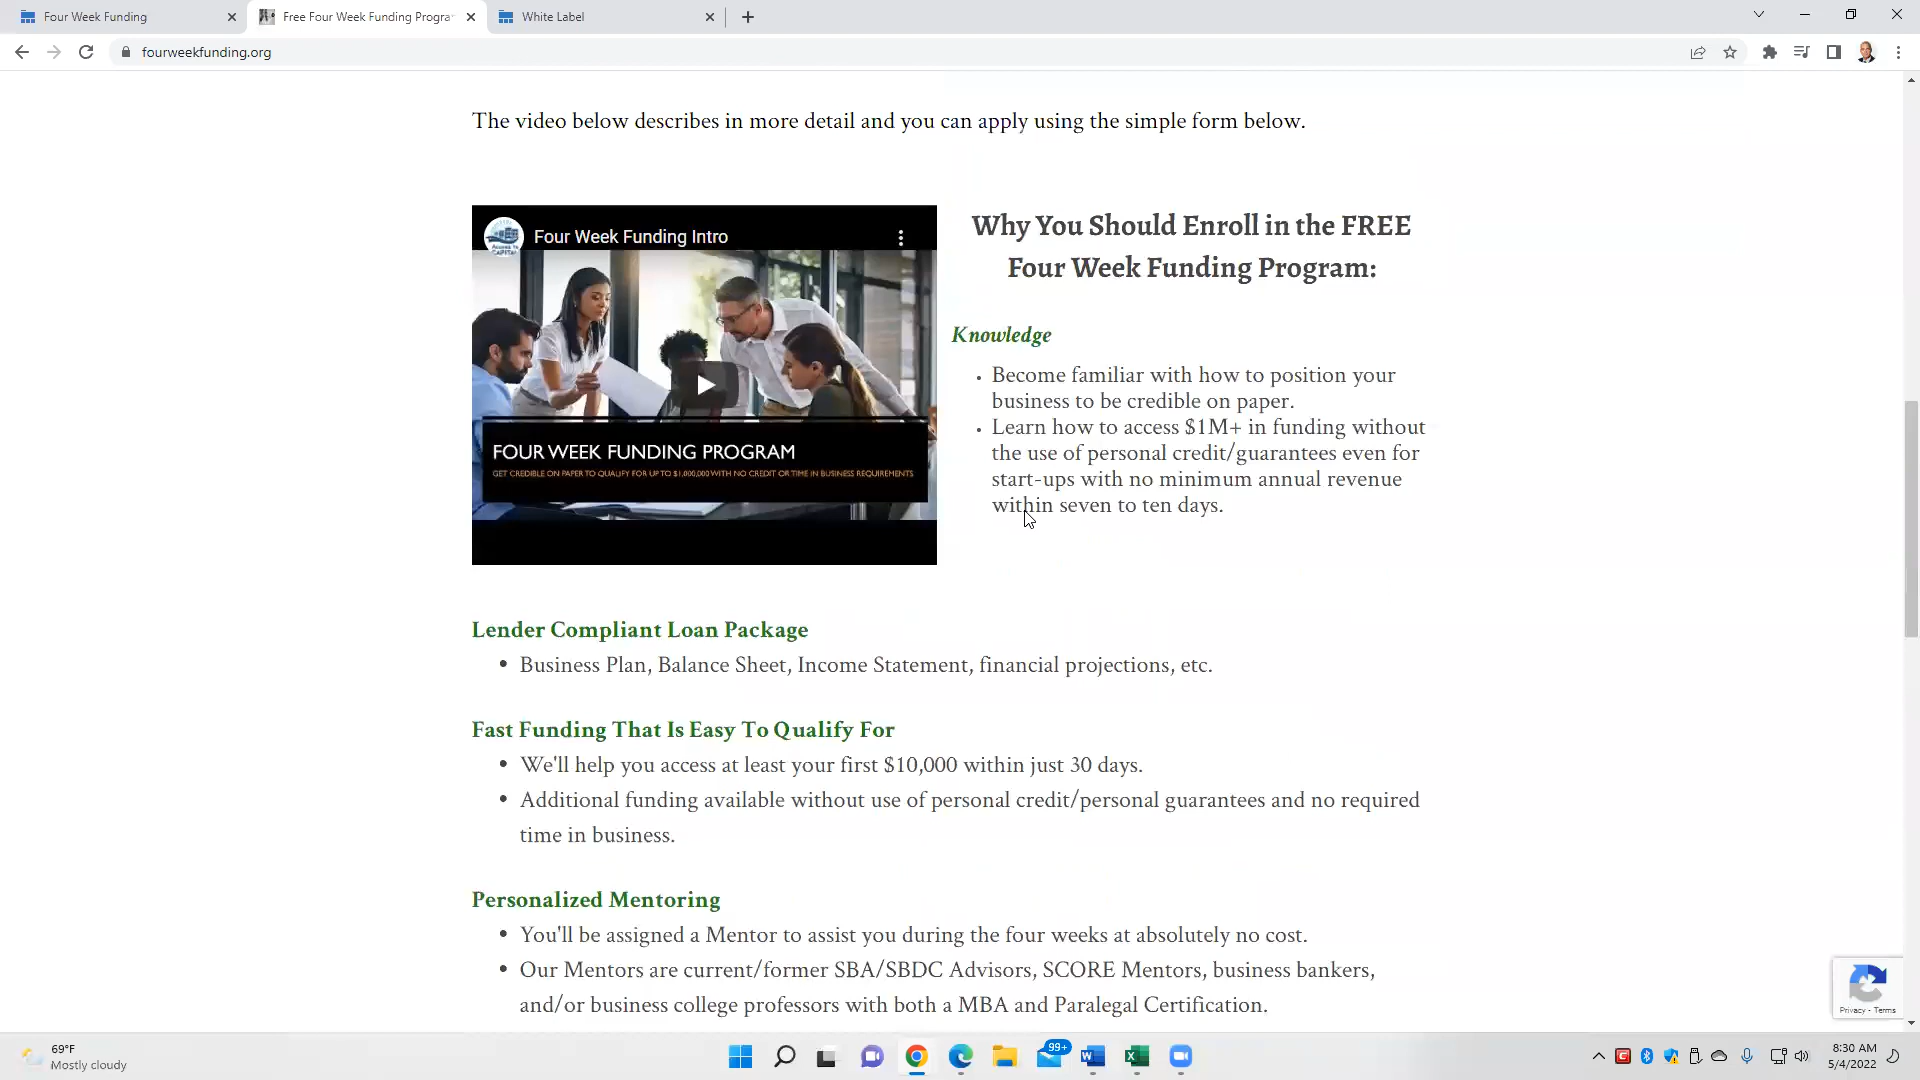 Four Week Funding
Free Four Week Funding Progra
White Label
fourweekfunding.org
The video below describes in more detail and you can apply using the simple form below.
Four Week Funding Intro
FOUR WEEK FUNDING PROGRAM
GET CREDIBLE ON PAPER TO QUALIFY FOR UP TO $1,000,000 WITH NO CREDIT OR TIME IN BUSINESS REQUIREMENTS
Why You Should Enroll in the FREE
Four Week Funding Program:
Knowledge
• Become familiar with how to position your
business to be credible on paper.
• Learn how to access $1M+ in funding without
the use of personal credit/guarantees even for
start-ups with no minimum annual revenue
within seven to ten days.
Lender Compliant Loan Package
• Business Plan, Balance Sheet, Income Statement, financial projections, etc.
Fast Funding That Is Easy To Qualify For
• We'll help you access at least your first $10,000 within just 30 days.
• Additional funding available without use of personal credit/personal guarantees and no required
time in business.
Personalized Mentoring
• You'll be assigned a Mentor to assist you during the four weeks at absolutely no cost.
• Our Mentors are current/former SBA/SBDC Advisors, SCORE Mentors, business bankers,
and/or business college professors with both a MBA and Paralegal Certification.
Privacy - Terms
69°F
Mostly cloudy
99+
8:30 AM
5/4/2022